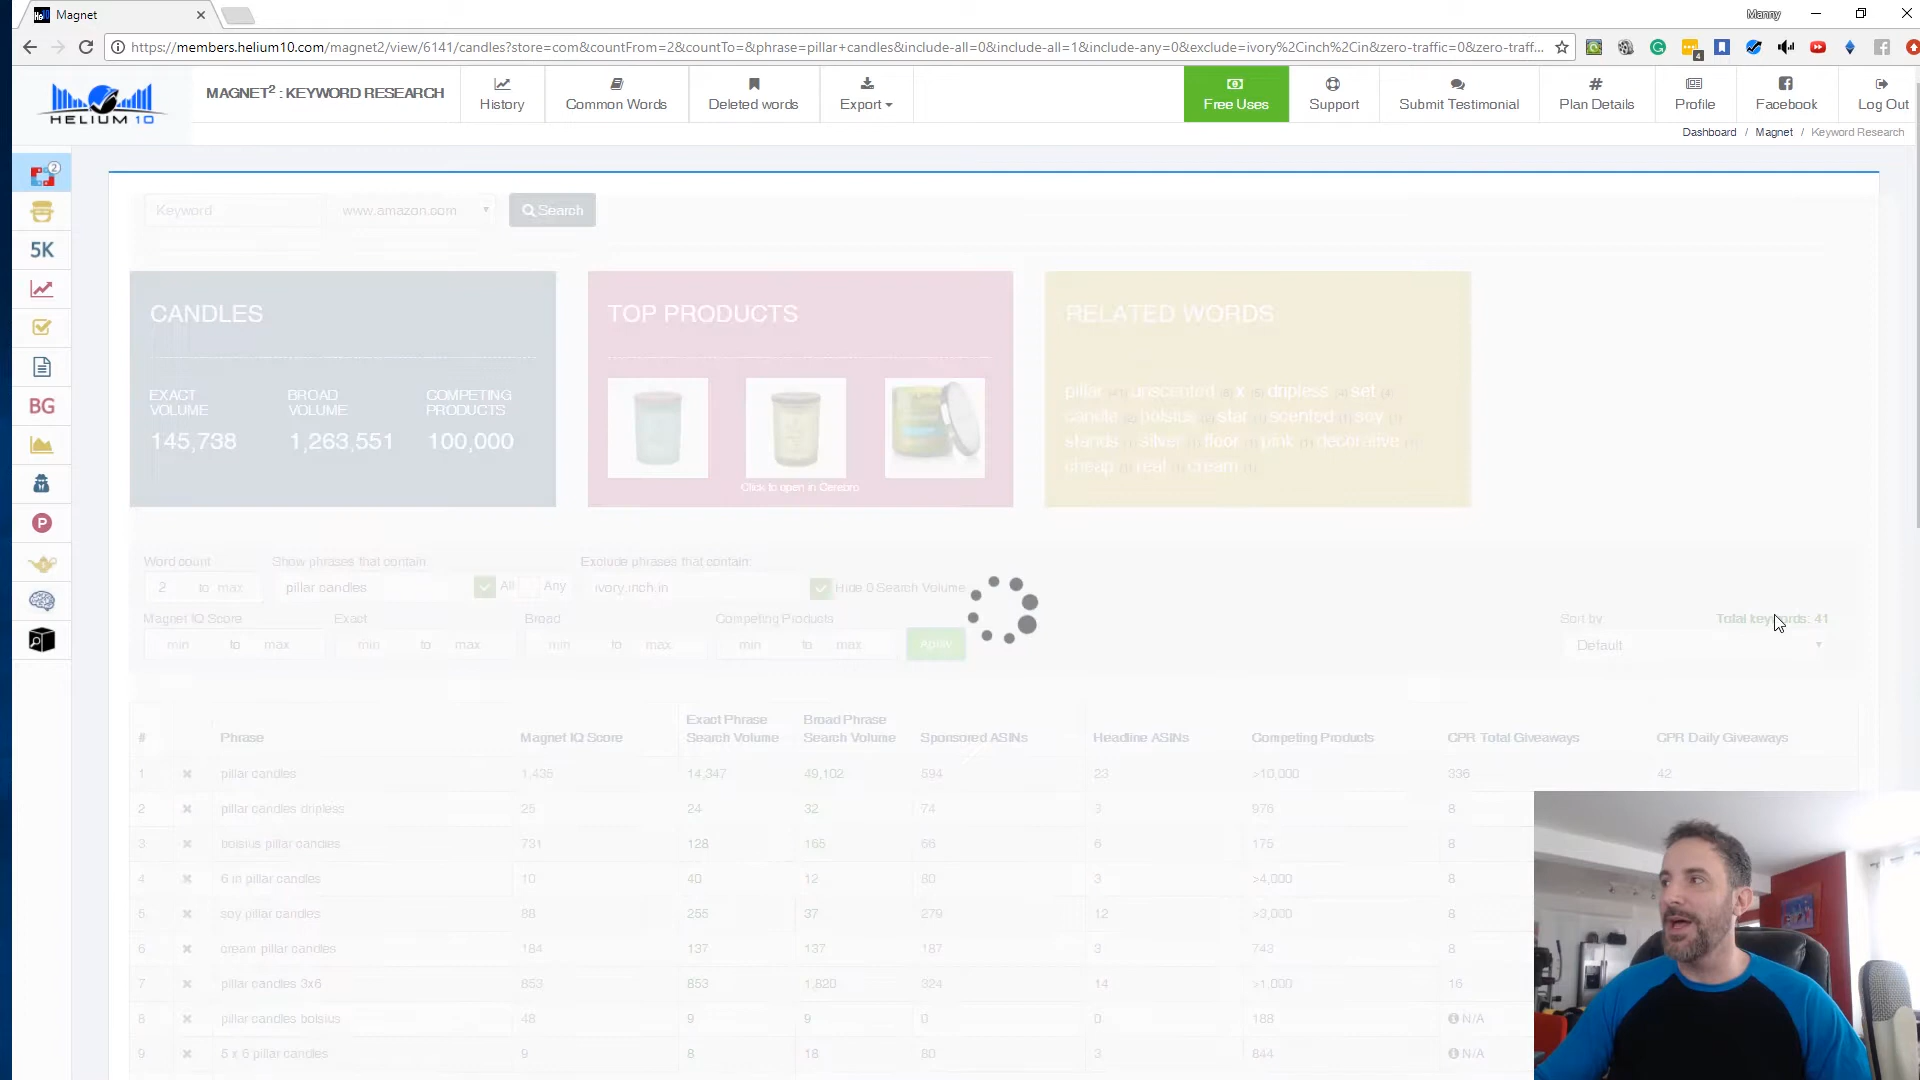 Magnet
Manny
https://members.helium10.com/magnet2/view/6141/candles?store=com&countFrom=2&countTo=&phrase=pillar+candles&include-all=0&include-all=1&include-any=0&exclude=ivory%2Cinch%2Cin&zero-traffic=0&zero-traff...
HELIUM 10
MAGNET² : KEYWORD RESEARCH
History
Common Words
Deleted words
Export
Free Uses
Support
Submit Testimonial
Plan Details
Profile
Facebook
Log Out
Dashboard / Magnet / Keyword Research
2
5K
BG
P
Keyword
www.amazon.com
Search
CANDLES
EXACT VOLUME
145,738
BROAD VOLUME
1,263,551
COMPETING PRODUCTS
100,000
TOP PRODUCTS
Click to open in Cerebro
RELATED WORDS
pillar unscented x dripless set
candle bolsius star scented soy
stands silver floor pink decorative
cheap real cream
Word count
2 to max
Show phrases that contain:
pillar candles
All Any
Exclude phrases that contain:
ivory,inch,in
Hide 0 Search Volume
Magnet IQ Score
min to max
Exact
min to max
Broad
min to max
Competing Products
min to max
Apply
Sort by
Default
Total keywords: 41
# Phrase Magnet IQ Score Exact Phrase Search Volume Broad Phrase Search Volume Sponsored ASINs Headline ASINs Competing Products CPR Total Giveaways CPR Daily Giveaways
1 pillar candles 1,435 14,347 49,102 594 23 >10,000 336 42
2 pillar candles dripless 25 24 32 74 3 976 8
3 bolsius pillar candles 731 128 165 66 6 175 8
4 6 in pillar candles 10 40 12 80 3 >4,000 8
5 soy pillar candles 88 255 37 279 12 >3,000 8
6 cream pillar candles 184 137 137 187 3 743 8
7 pillar candles 3x6 853 853 1,820 324 14 >1,000 16
8 pillar candles bolsius 48 9 9 0 0 188 N/A
9 5 x 6 pillar candles 9 8 18 80 3 844 N/A